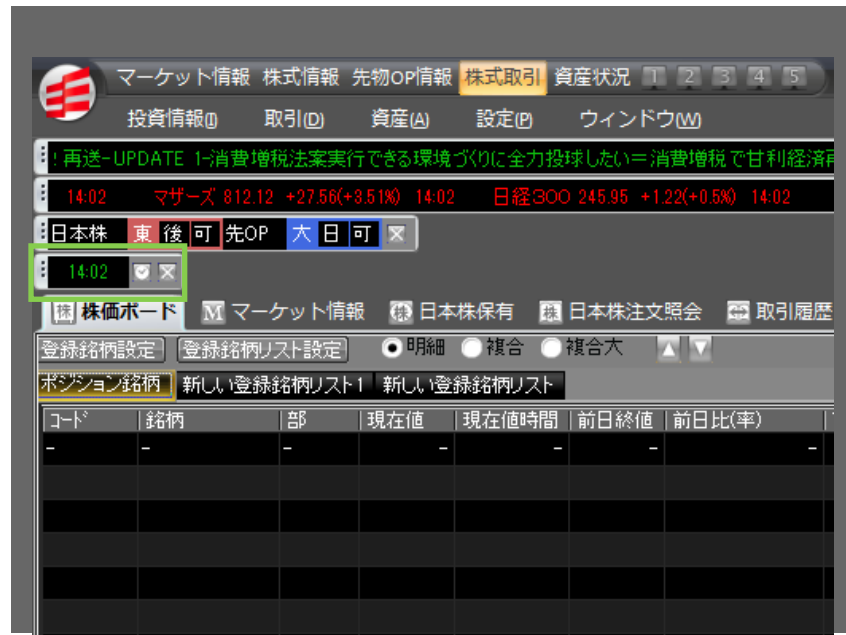 マーケット情報 株式情報 先物OP情報 株式取引 資産状況 1 2 3 4 5
投資情報(I) 取引(D) 資産(A) 設定(P) ウィンドウ(W)
! 再送-UPDATE 1-消費増税法案実行できる環境づくりに全力投球したい=消費増税で甘利経済再
14:02 マザーズ 812.12 +27.56(+3.51%) 14:02 日経300 245.95 +1.22(+0.5%) 14:02
日本株 東 後 可 先OP 大 日 可
14:02
株 株価ボード M マーケット情報 株 日本株保有 株 日本株注文照会 取引履歴
登録銘柄設定 登録銘柄リスト設定 明細 複合 複合大
ポジション銘柄 新しい登録銘柄リスト1 新しい登録銘柄リスト
コード 銘柄 部 現在値 現在値時間 前日終値 前日比(率)
- - - - - - -